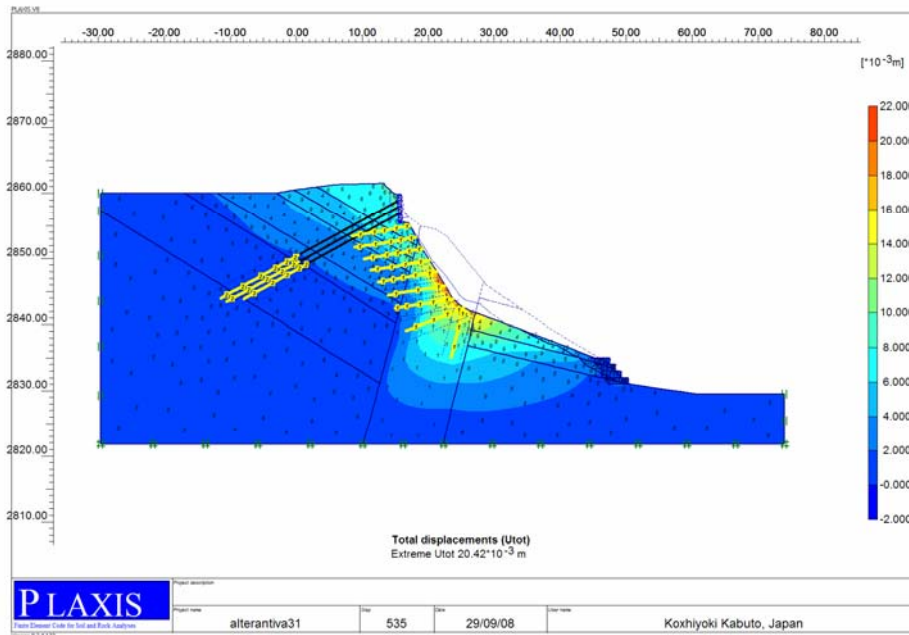 PLAXIS V8
-30.00 -20.00 -10.00 0.00 10.00 20.00 30.00 40.00 50.00 60.00 70.00 80.00
2880.00
2870.00
2860.00
2850.00
2840.00
2830.00
2820.00
2810.00
[*10⁻³m]
22.000
20.000
18.000
16.000
14.000
12.000
10.000
8.000
6.000
4.000
2.000
-0.000
-2.000
Total displacements (Utot)
Extreme Utot 20.42*10⁻³ m
PLAXIS
Finite Element Code for Soil and Rock Analyses
Project description
Project name
alterantiva31
Step
535
Date
29/09/08
User name
Koxhiyoki Kabuto, Japan